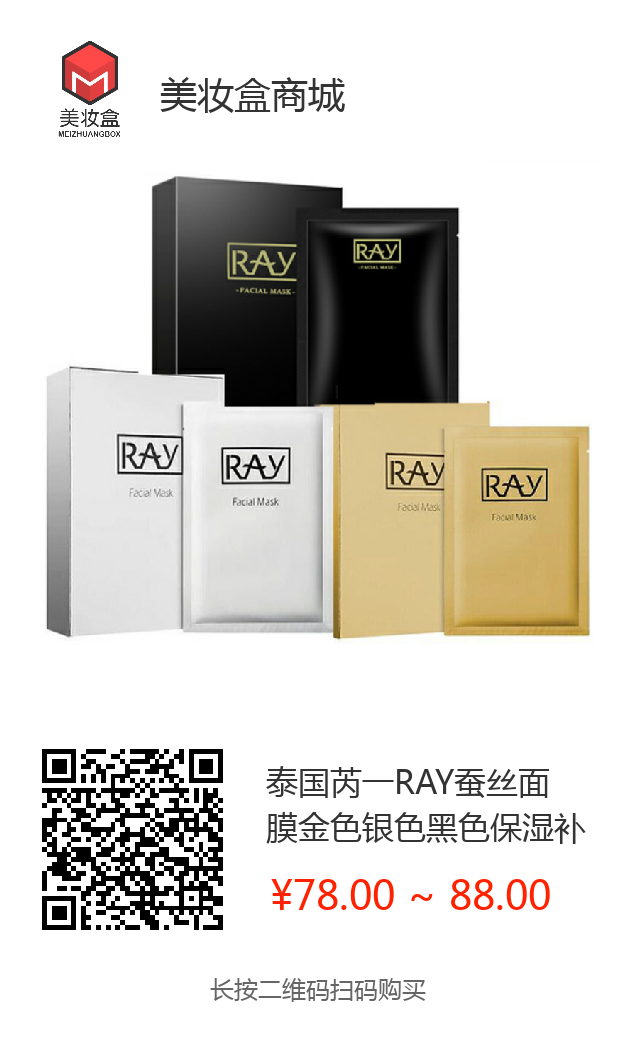 美妆盒
MEIZHUANGBOX
美妆盒商城
RAY
- FACIAL MASK -
RAY
- FACIAL MASK -
RAY
Facial Mask
RAY
Facial Mask
RAY
Facial Mask
RAY
Facial Mask
泰国芮一RAY蚕丝面
膜金色银色黑色保湿补
¥78.00 ~ 88.00
长按二维码扫码购买